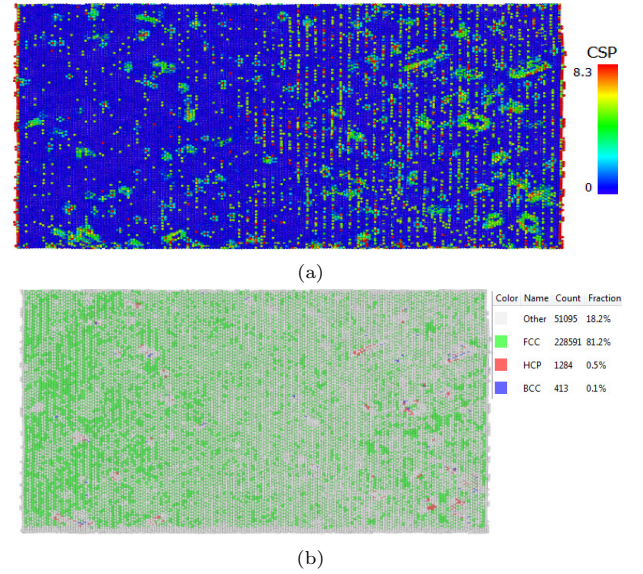 CSP
8.3
0
(a)
Color Name Count Fraction
Other 51095 18.2%
FCC 228591 81.2%
HCP 1284 0.5%
BCC 413 0.1%
(b)